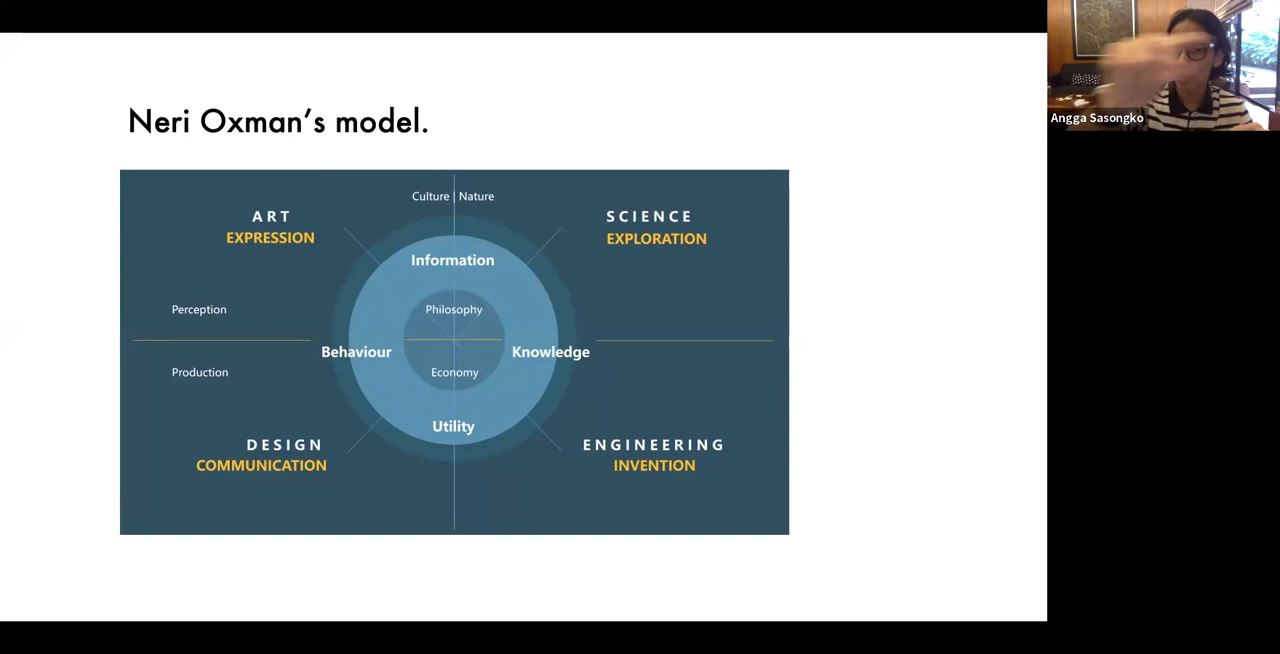 Neri Oxman's model.
Culture | Nature
ART
EXPRESSION
SCIENCE
EXPLORATION
Information
Perception
Philosophy
Behaviour
Knowledge
Production
Economy
Utility
DESIGN
COMMUNICATION
ENGINEERING
INVENTION
Angga Sasongko